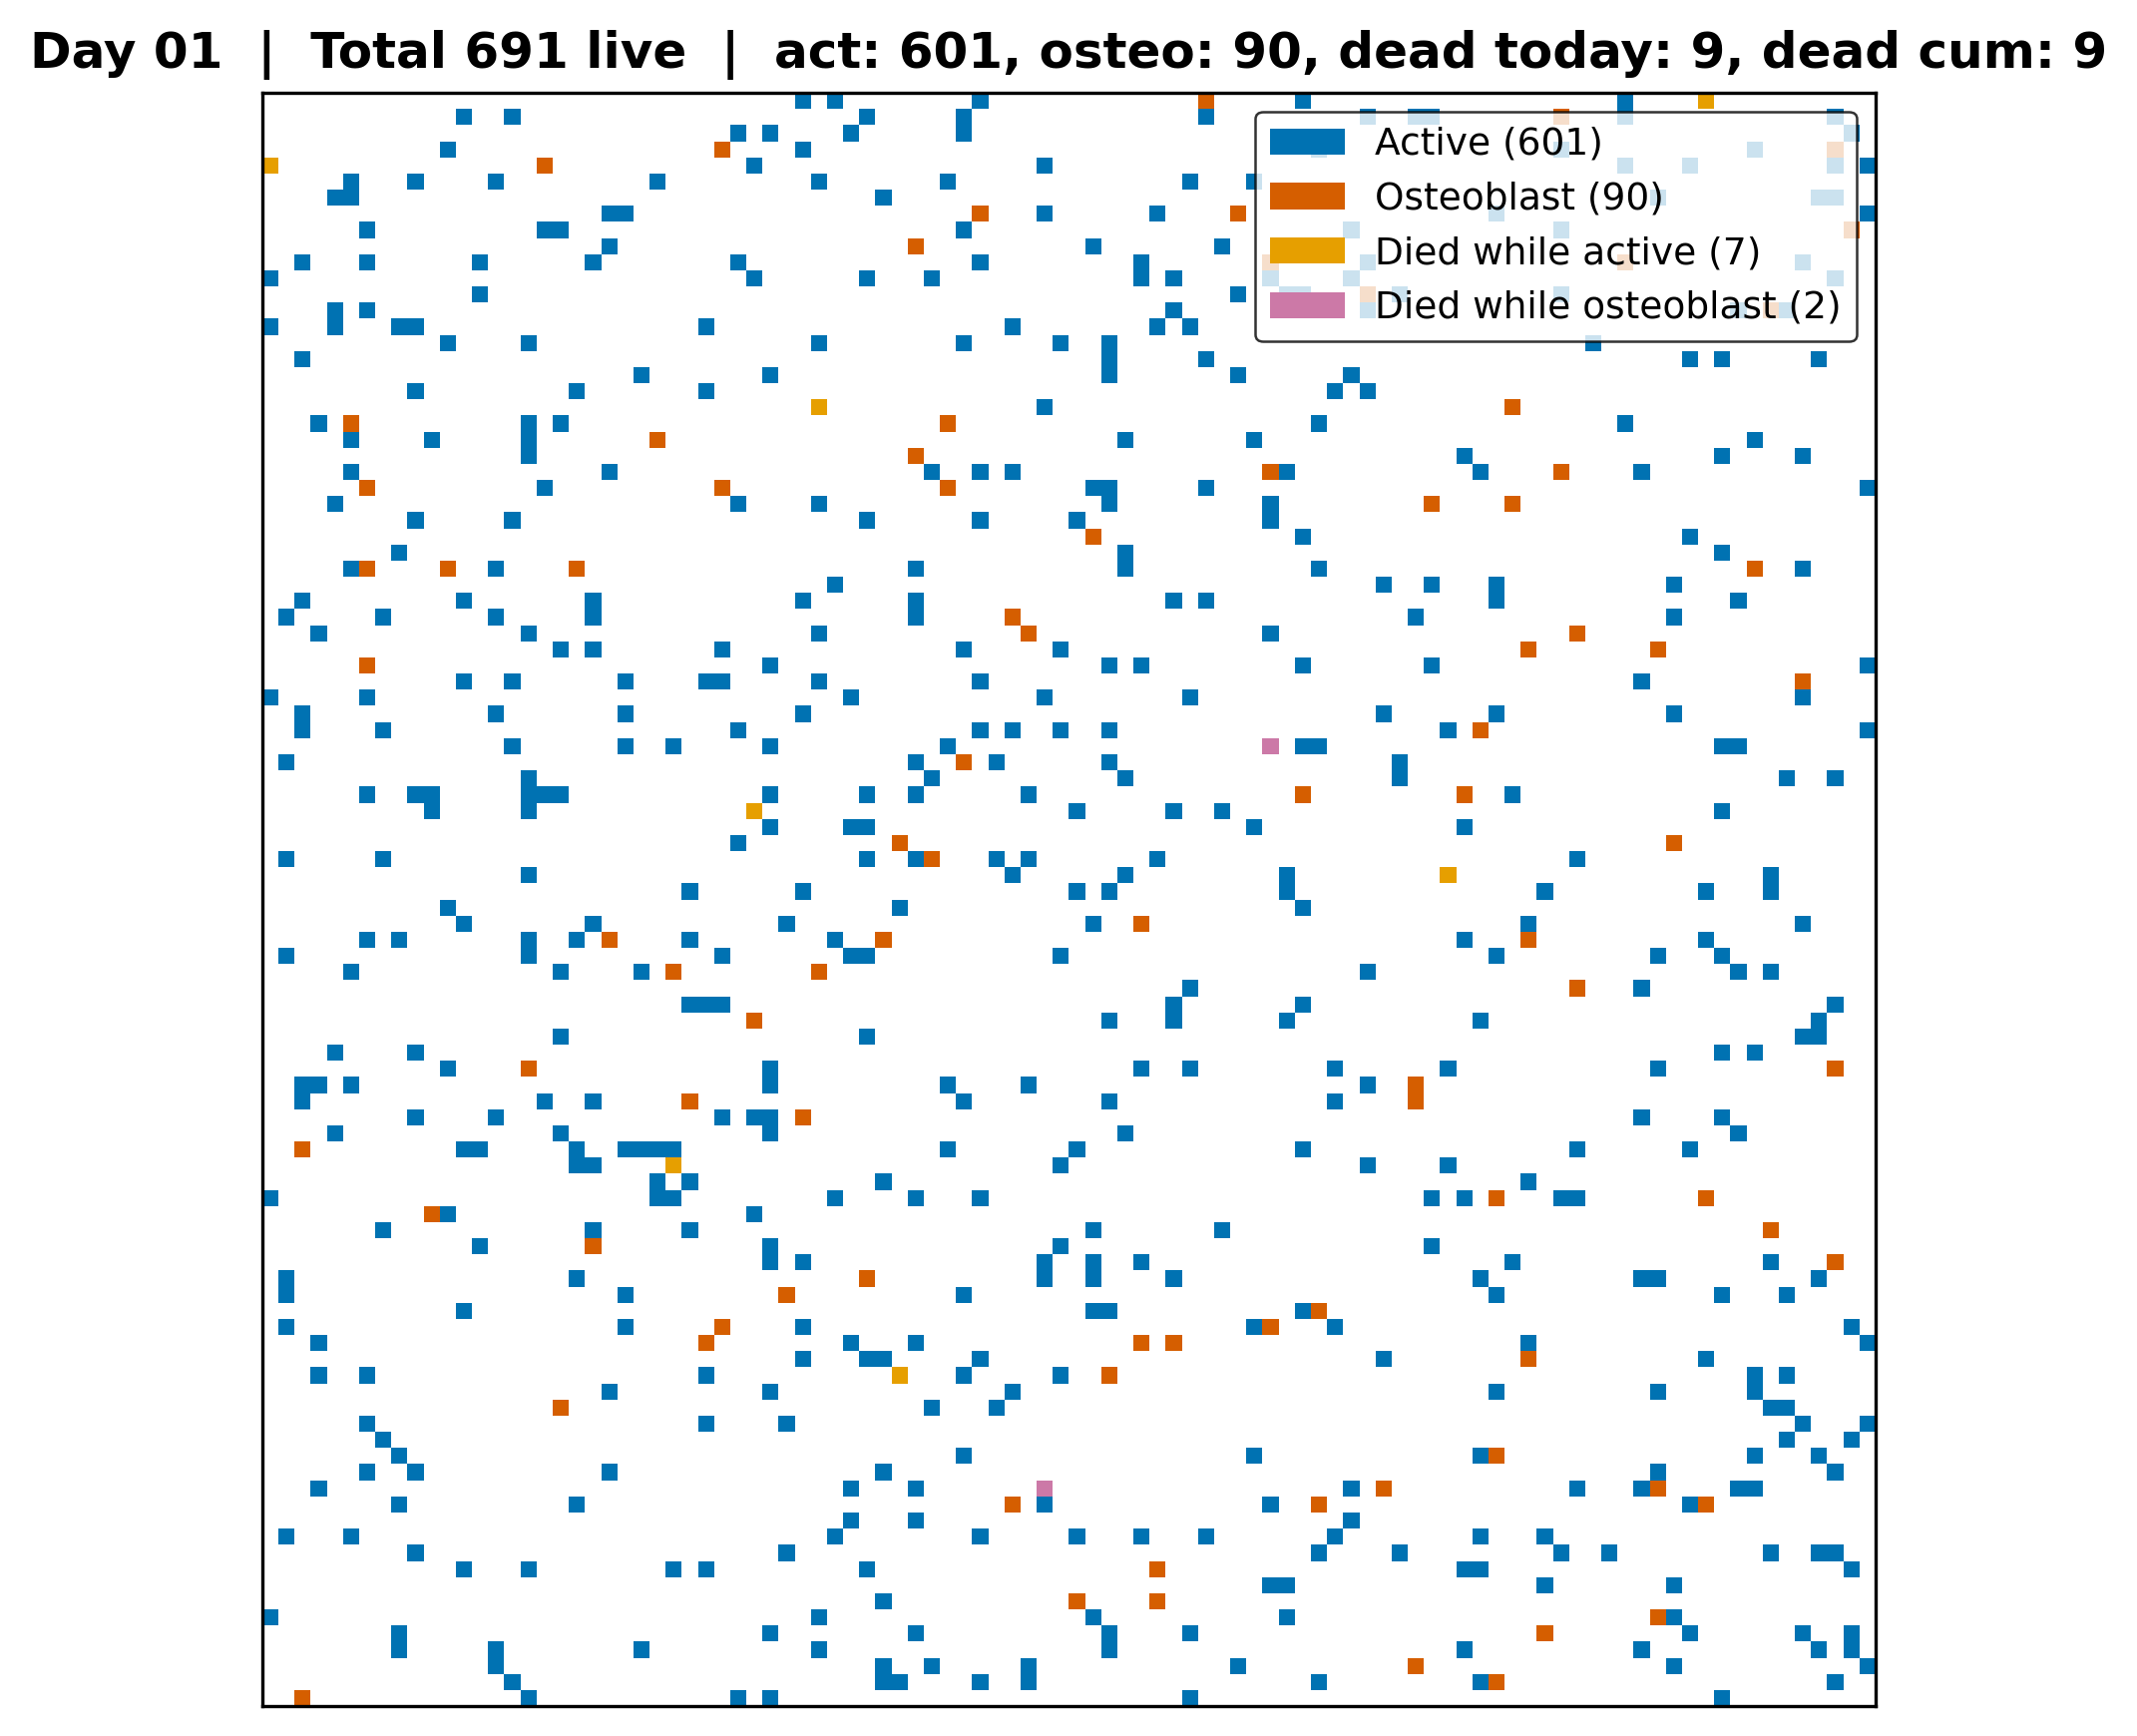 Day 01 | Total 691 live | act: 601, osteo: 90, dead today: 9, dead cum: 9
Active (601)
Osteoblast (90)
Died while active (7)
Died while osteoblast (2)